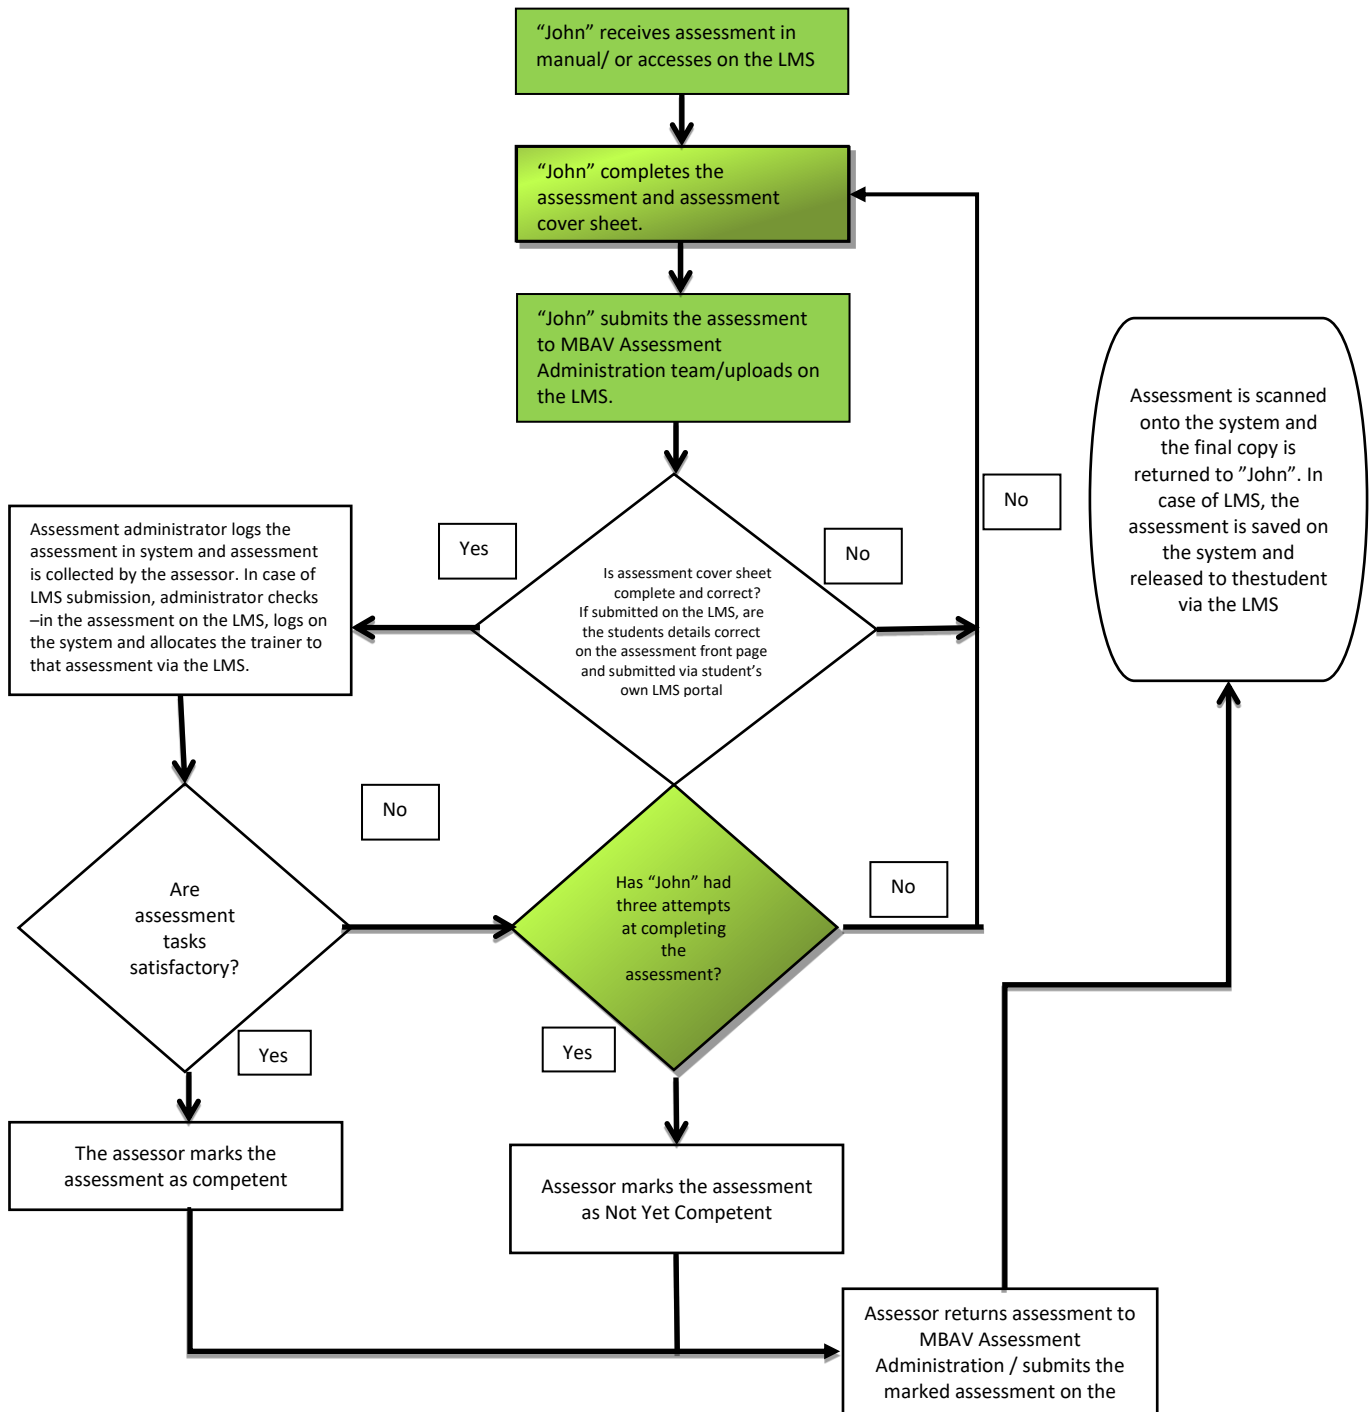 “John” receives assessment in
manual/ or accesses on the LMS
“John” completes the
assessment and assessment
cover sheet.
“John” submits the assessment
to MBAV Assessment
Administration team/uploads on
the LMS.
Assessment is scanned
onto the system and
the final copy is
returned to ”John”. In
case of LMS, the
assessment is saved on
the system and
released to thestudent
via the LMS
No
Assessment administrator logs the
assessment in system and assessment
is collected by the assessor. In case of
LMS submission, administrator checks
–in the assessment on the LMS, logs on
the system and allocates the trainer to
that assessment via the LMS.
Yes
No
Is assessment cover sheet
complete and correct?
If submitted on the LMS, are
the students details correct
on the assessment front page
and submitted via student’s
own LMS portal
No
Are
assessment
tasks
satisfactory?
Has “John” had
three attempts
at completing
the
assessment?
No
Yes
Yes
The assessor marks the
assessment as competent
Assessor marks the assessment
as Not Yet Competent
Assessor returns assessment to
MBAV Assessment
Administration / submits the
marked assessment on the